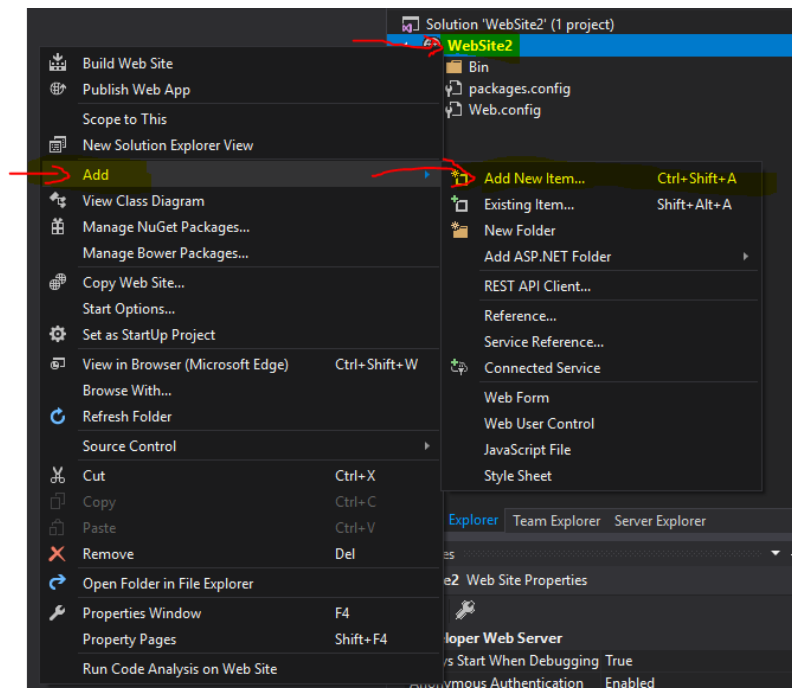 Solution 'WebSite2' (1 project)
WebSite2
Bin
packages.config
Web.config
Build Web Site
Publish Web App
Scope to This
New Solution Explorer View
Add
View Class Diagram
Manage NuGet Packages...
Manage Bower Packages...
Copy Web Site...
Start Options...
Set as StartUp Project
View in Browser (Microsoft Edge) Ctrl+Shift+W
Browse With...
Refresh Folder
Source Control
Cut Ctrl+X
Copy Ctrl+C
Paste Ctrl+V
Remove Del
Open Folder in File Explorer
Properties Window F4
Property Pages Shift+F4
Run Code Analysis on Web Site
Add New Item... Ctrl+Shift+A
Existing Item... Shift+Alt+A
New Folder
Add ASP.NET Folder
REST API Client...
Reference...
Service Reference...
Connected Service
Web Form
Web User Control
JavaScript File
Style Sheet
Explorer Team Explorer Server Explorer
es
e2 Web Site Properties
loper Web Server
ys Start When Debugging True
Anonymous Authentication Enabled